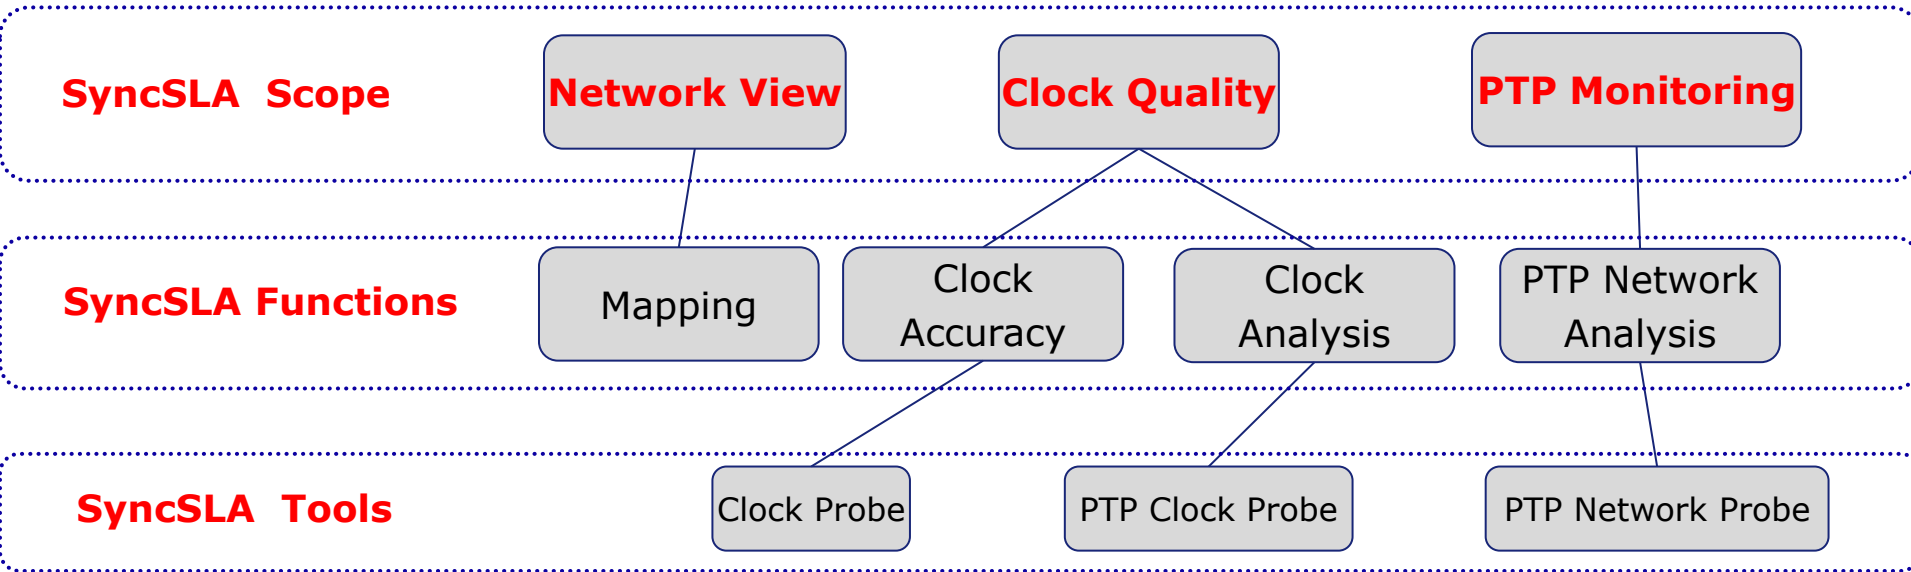 SyncSLA Scope
Network View
Clock Quality
PTP Monitoring
SyncSLA Functions
Mapping
Clock
Accuracy
Clock
Analysis
PTP Network
Analysis
SyncSLA Tools
Clock Probe
PTP Clock Probe
PTP Network Probe